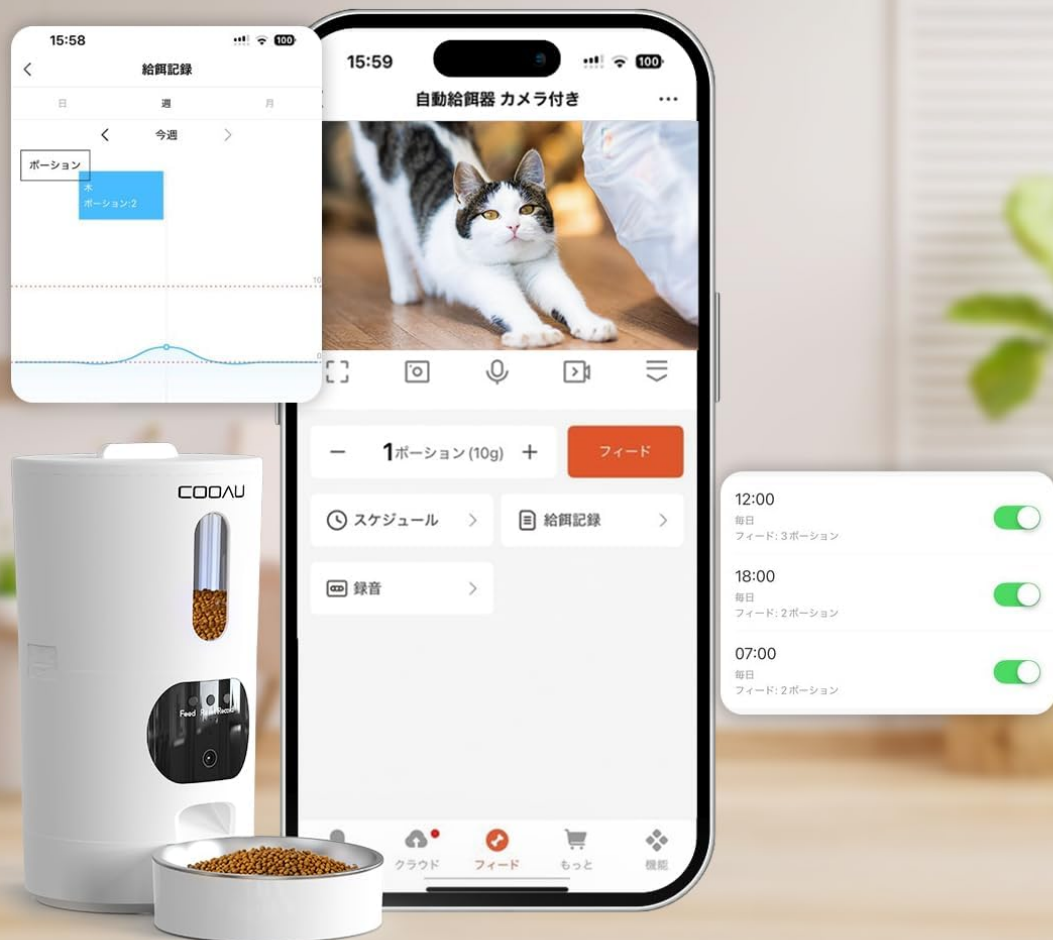 15:58
100
給餌記録
日
週
月
今週
ポーション
木
ポーション:2
10
0
15:59
100
自動給餌器 カメラ付き
1ポーション (10g)
フィード
スケジュール
給餌記録
録音
クラウド
フィード
もっと
機能
COOAU
Feed
Record
12:00
毎日
フィード: 3ポーション
18:00
毎日
フィード: 2ポーション
07:00
毎日
フィード: 2ポーション